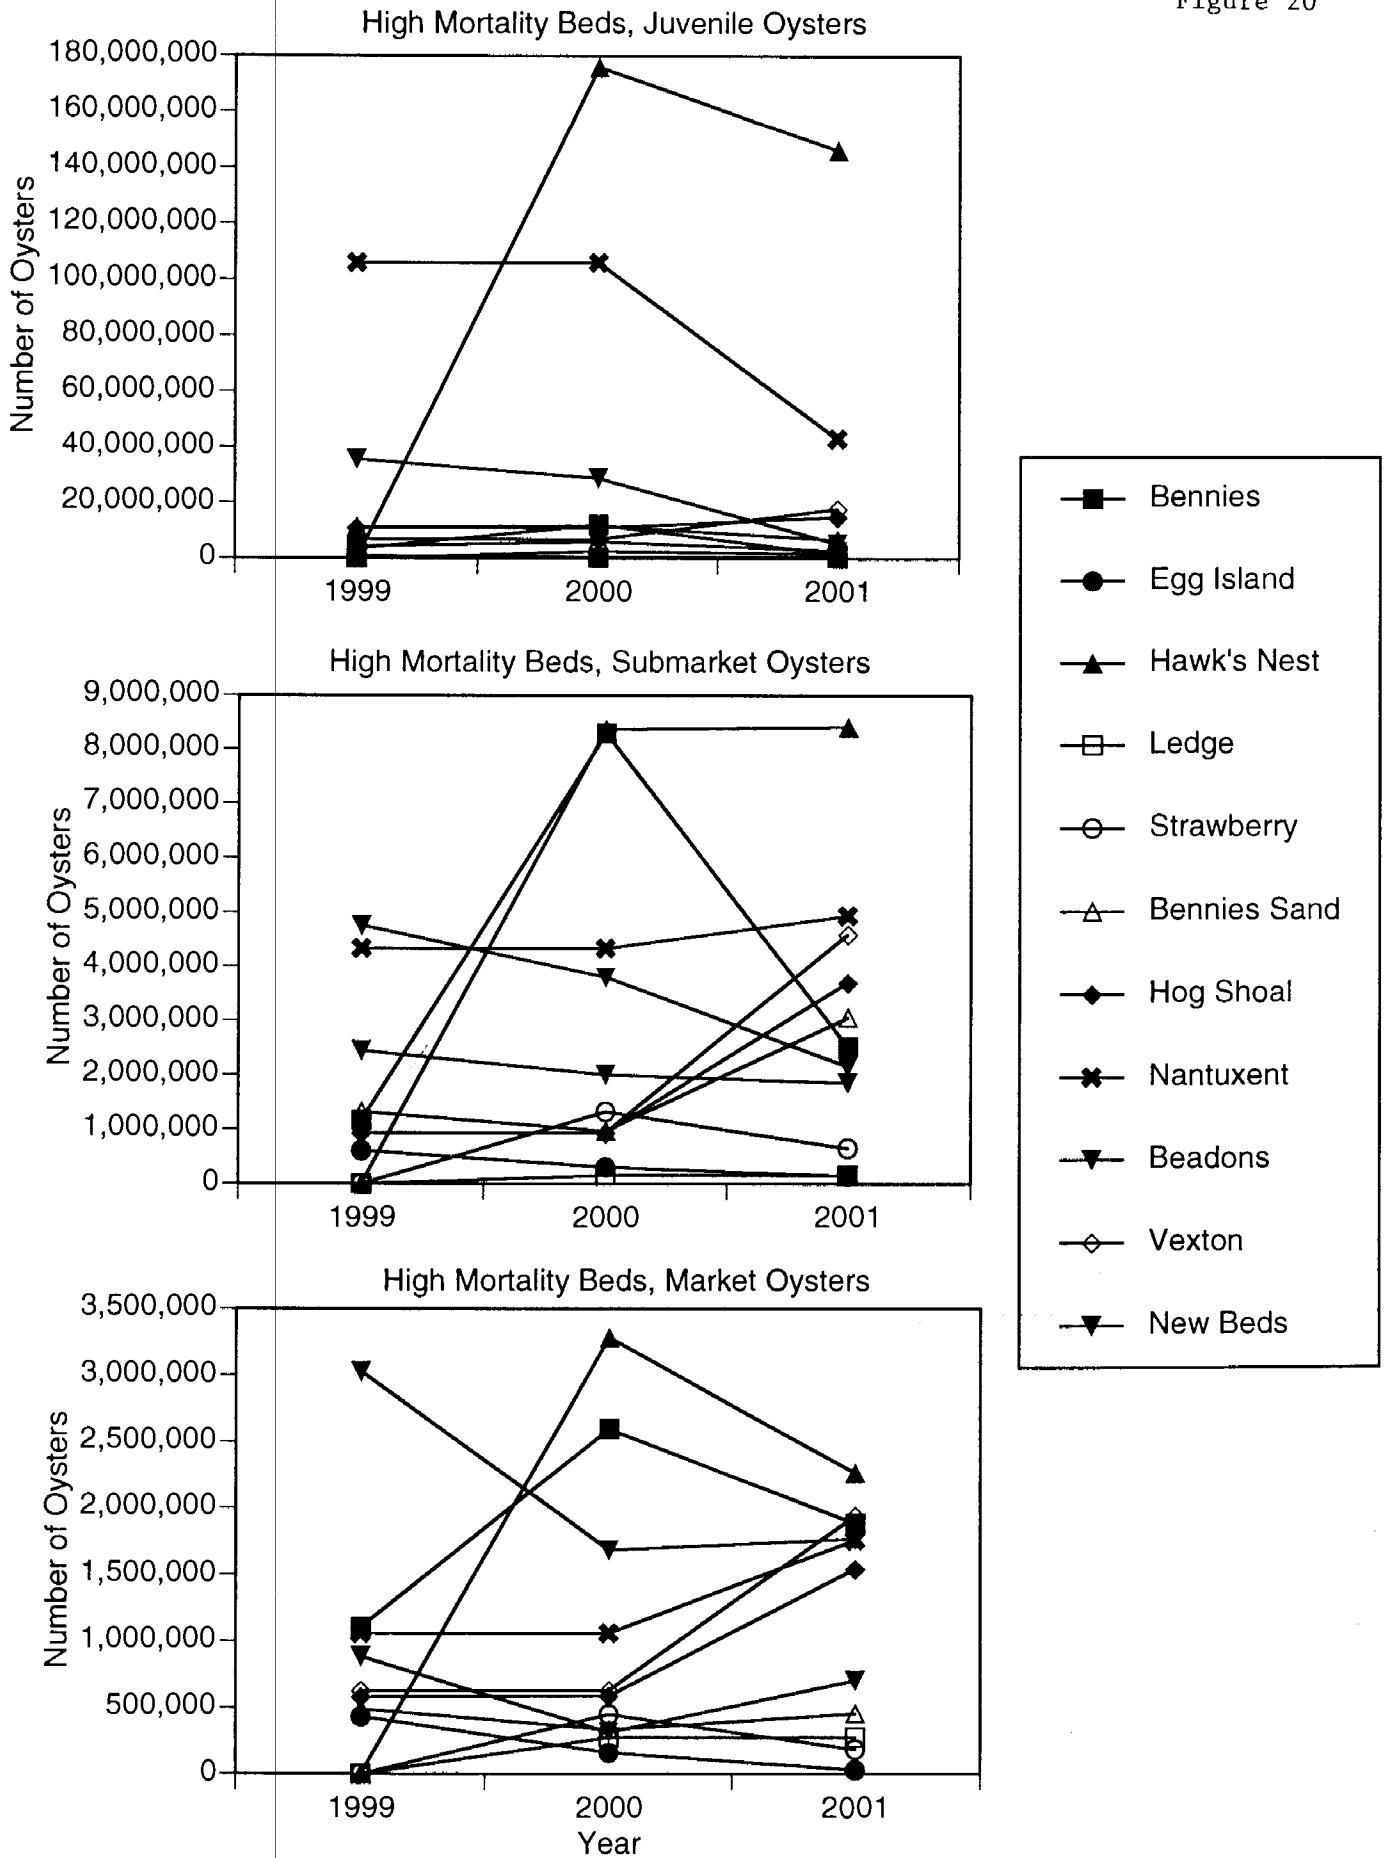 Figure 20
High Mortality Beds, Juvenile Oysters
180,000,000
160,000,000
140,000,000
120,000,000
100,000,000
80,000,000
60,000,000
40,000,000
20,000,000
0
Number of Oysters
1999 2000 2001
High Mortality Beds, Submarket Oysters
9,000,000
8,000,000
7,000,000
6,000,000
5,000,000
4,000,000
3,000,000
2,000,000
1,000,000
0
Number of Oysters
1999 2000 2001
High Mortality Beds, Market Oysters
3,500,000
3,000,000
2,500,000
2,000,000
1,500,000
1,000,000
500,000
0
Number of Oysters
1999 2000 2001
Year
Bennies
Egg Island
Hawk's Nest
Ledge
Strawberry
Bennies Sand
Hog Shoal
Nantuxent
Beadons
Vexton
New Beds